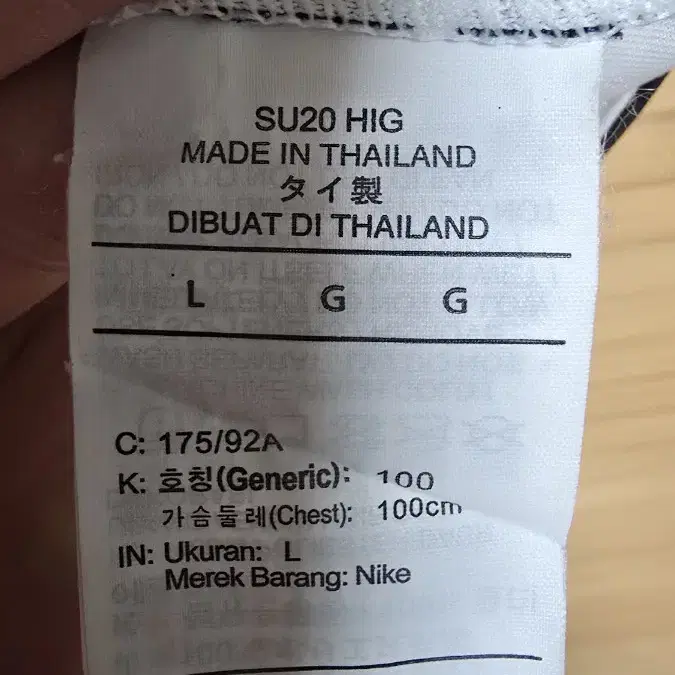 SU20 HIG
MADE IN THAILAND
タイ製
DIBUAT DI THAILAND
L G G
C: 175/92A
K: 호칭(Generic): 100
가슴둘레(Chest): 100cm
IN: Ukuran: L
Merek Barang: Nike